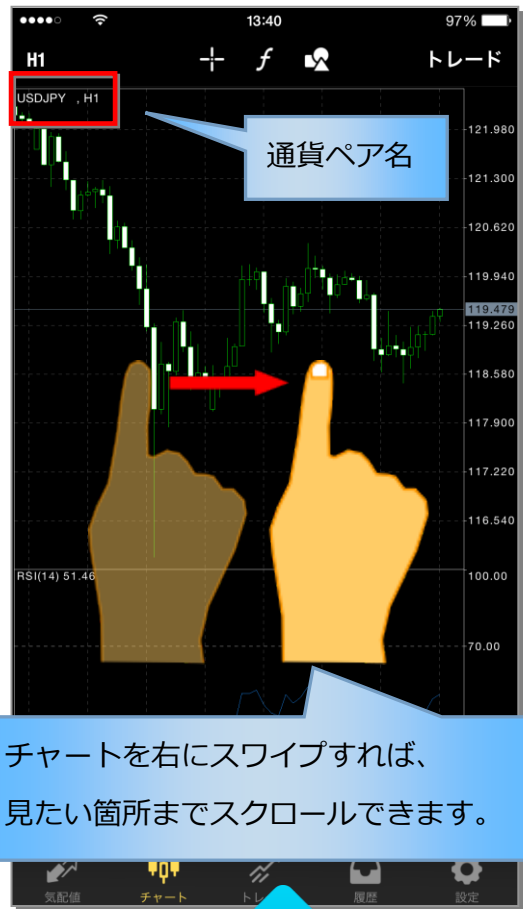 13:40
97%
H1
f
トレード
USDJPY , H1
通貨ペア名
121.980
121.300
120.620
119.940
119.479
119.260
118.580
117.900
117.220
116.540
RSI(14) 51.46
100.00
70.00
チャートを右にスワイプすれば、
見たい箇所までスクロールできます。
気配値
チャート
トレ
履歴
設定